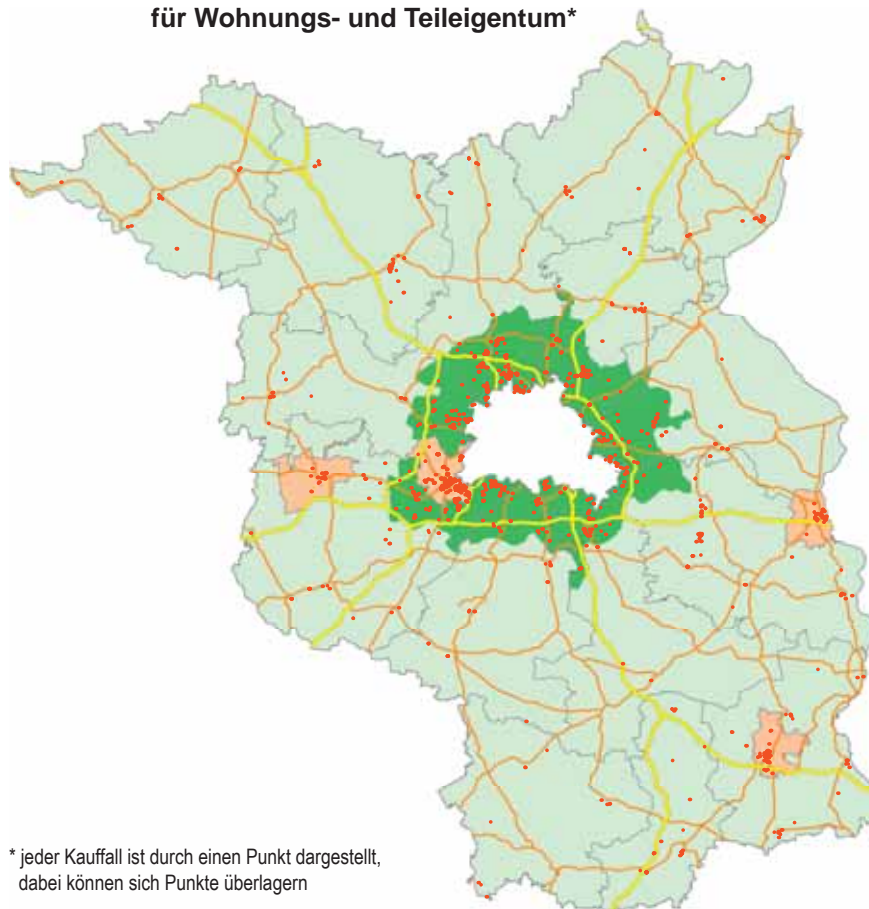 für Wohnungs- und Teileigentum*
* jeder Kauffall ist durch einen Punkt dargestellt,
dabei können sich Punkte überlagern